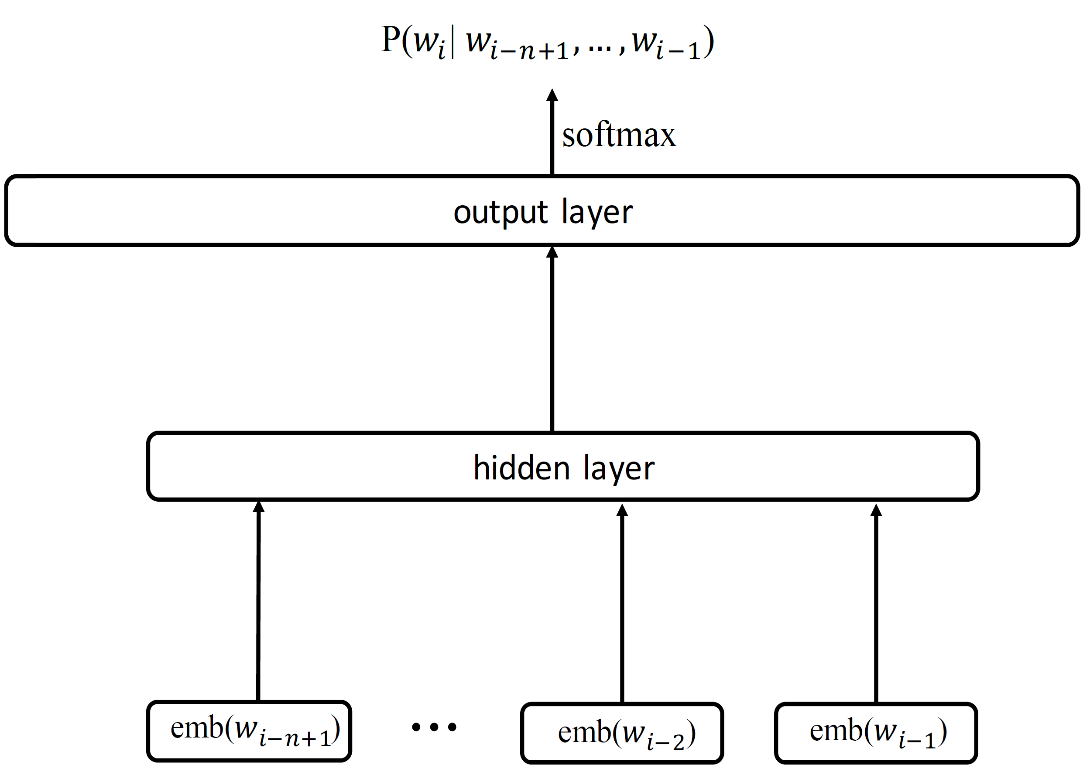 P(wᵢ| wᵢ₋ₙ₊₁, … , wᵢ₋₁)
softmax
output layer
hidden layer
emb(wᵢ₋ₙ₊₁) ••• emb(wᵢ₋₂) emb(wᵢ₋₁)